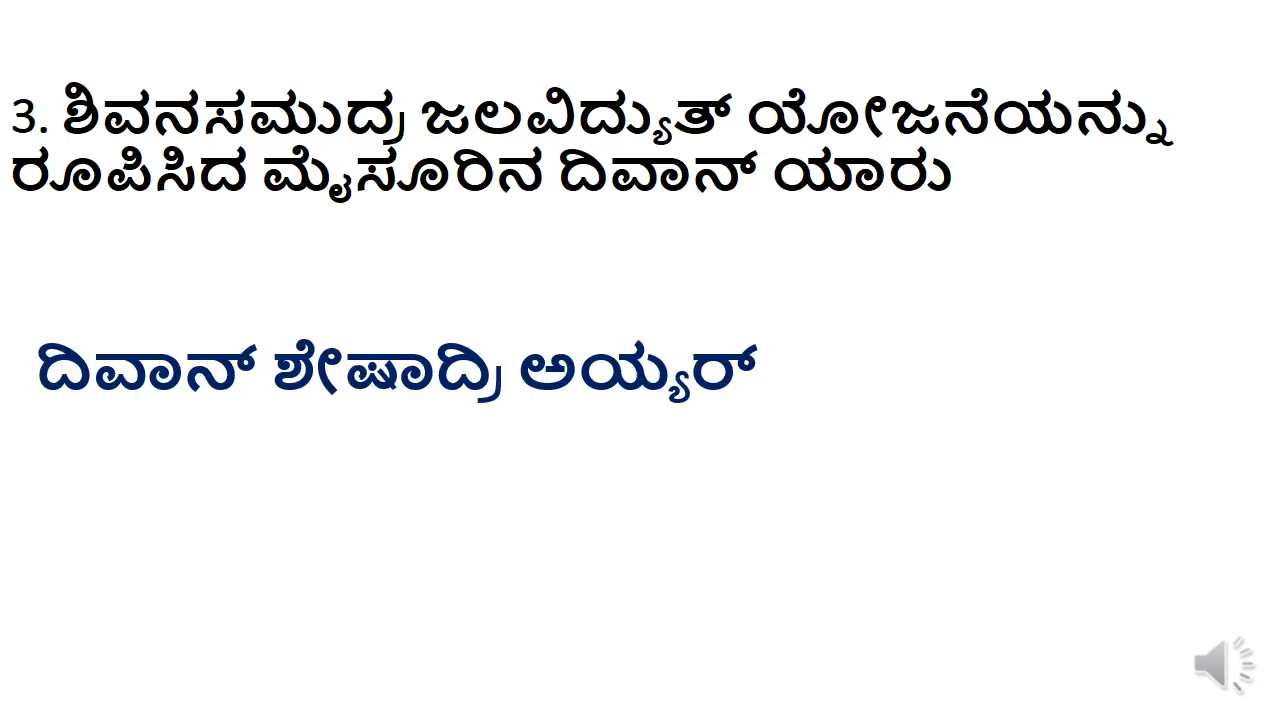 3. ಶಿವನಸಮುದ್ರ ಜಲವಿದ್ಯುತ್ ಯೋಜನೆಯನ್ನು
ರೂಪಿಸಿದ ಮೈಸೂರಿನ ದಿವಾನ್ ಯಾರು
ದಿವಾನ್ ಶೇಷಾದ್ರಿ ಅಯ್ಯರ್